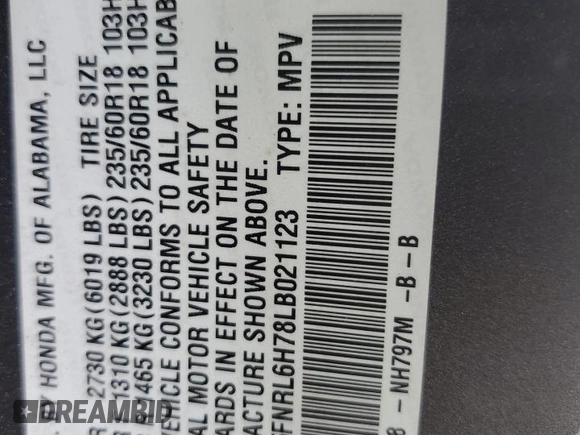 BY HONDA MFG. OF ALABAMA, LLC
2730 KG(6019 LBS) TIRE SIZE
1310 KG(2888 LBS) 235/60R18 103H
1465 KG(3230 LBS) 235/60R18 103H
VEHICLE CONFORMS TO ALL APPLICAB
AL MOTOR VEHICLE SAFETY
ARDS IN EFFECT ON THE DATE OF
ACTURE SHOWN ABOVE.
FNRL6H78LB021123 TYPE: MPV
- NH797M -B - B
DREAMBID